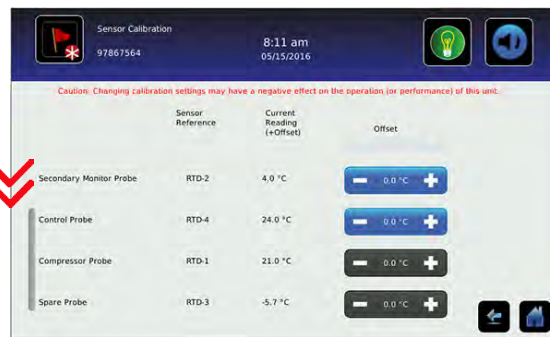 Sensor Calibration
97867564
8:11 am
05/15/2016
Caution: Changing calibration settings may have a negative effect on the operation (or performance) of this unit.
Sensor Reference
Current Reading (+Offset)
Offset
Secondary Monitor Probe RTD-2 4.0 °C − 0.0 °C +
Control Probe RTD-4 24.0 °C − 0.0 °C +
Compressor Probe RTD-1 21.0 °C − 0.0 °C +
Spare Probe RTD-3 -5.7 °C − 0.0 °C +